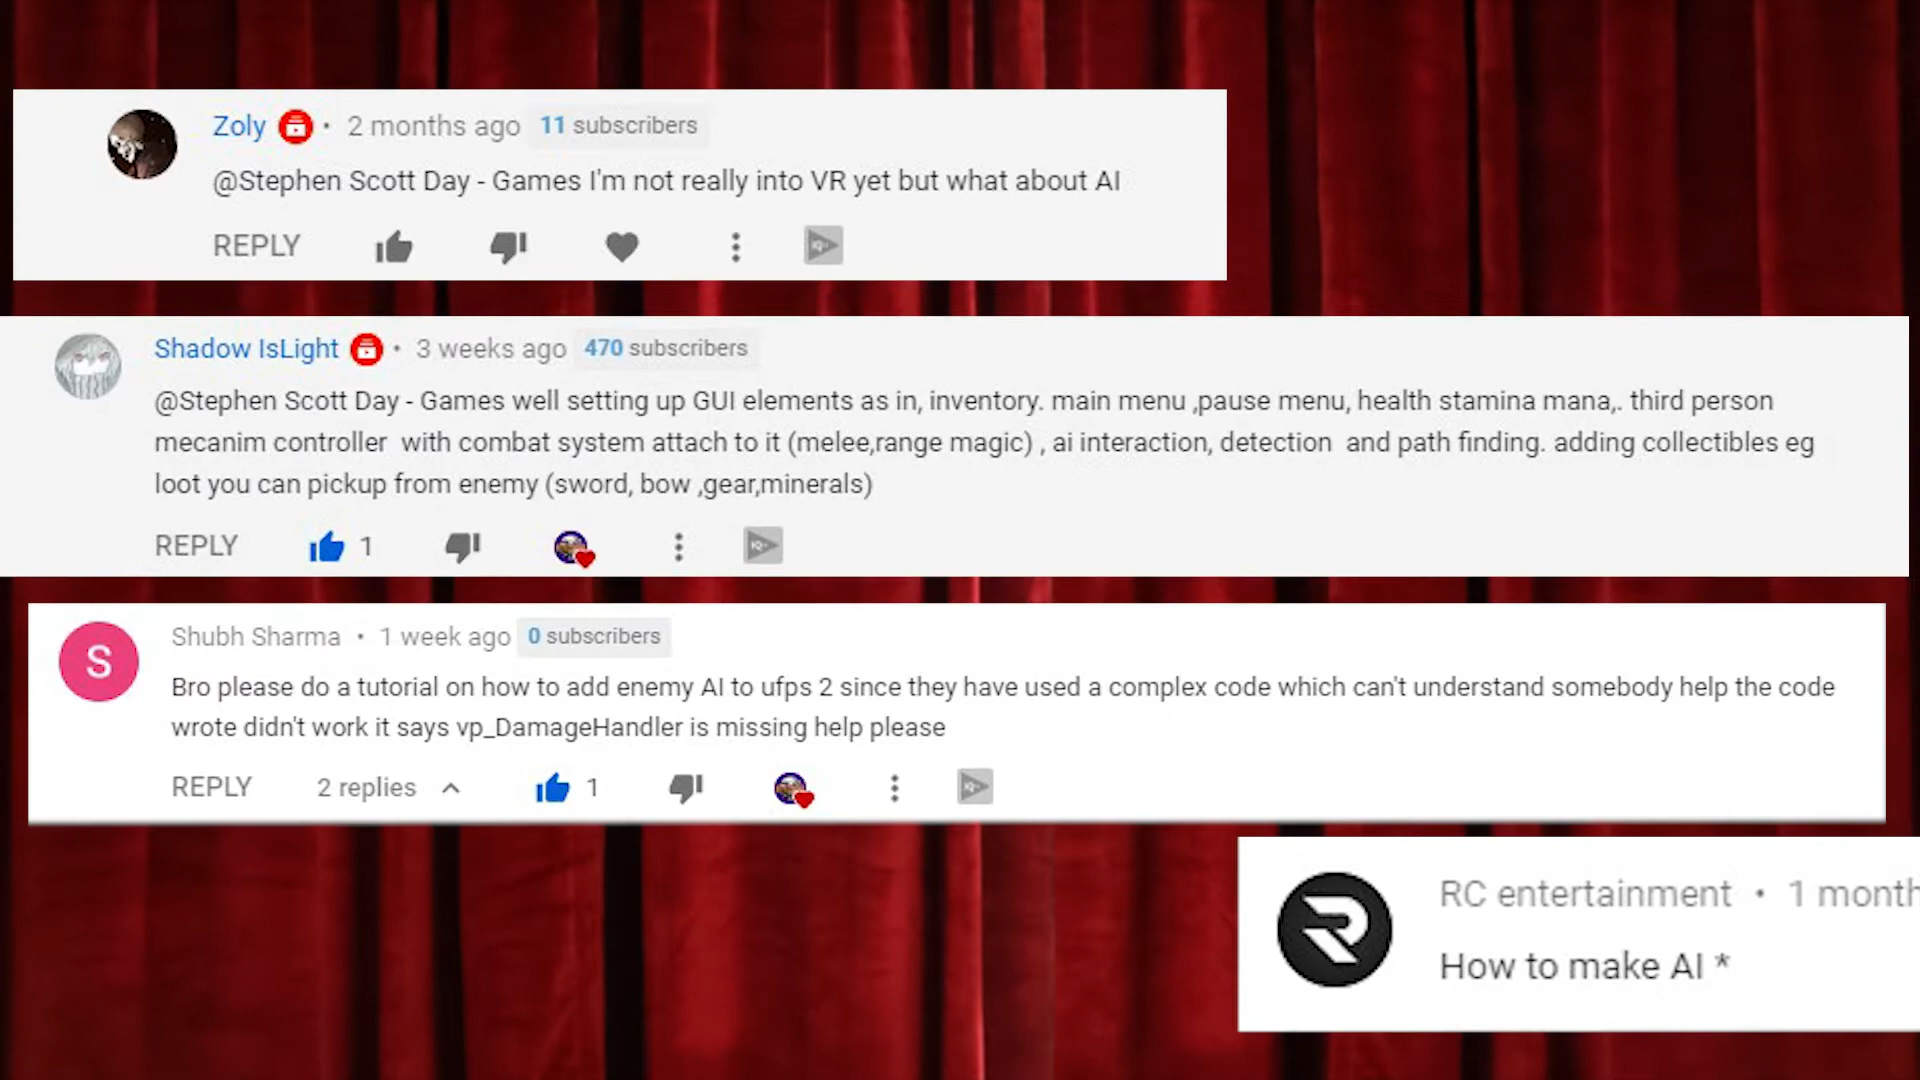 Zoly • 2 months ago 11 subscribers
@Stephen Scott Day - Games I'm not really into VR yet but what about AI
REPLY
Shadow IsLight • 3 weeks ago 470 subscribers
@Stephen Scott Day - Games well setting up GUI elements as in, inventory. main menu ,pause menu, health stamina mana,. third person
mecanim controller with combat system attach to it (melee,range magic) , ai interaction, detection and path finding. adding collectibles eg
loot you can pickup from enemy (sword, bow ,gear,minerals)
REPLY 1
S
Shubh Sharma • 1 week ago 0 subscribers
Bro please do a tutorial on how to add enemy AI to ufps 2 since they have used a complex code which can't understand somebody help the code
wrote didn't work it says vp_DamageHandler is missing help please
REPLY 2 replies 1
RC entertainment • 1 month
How to make AI *